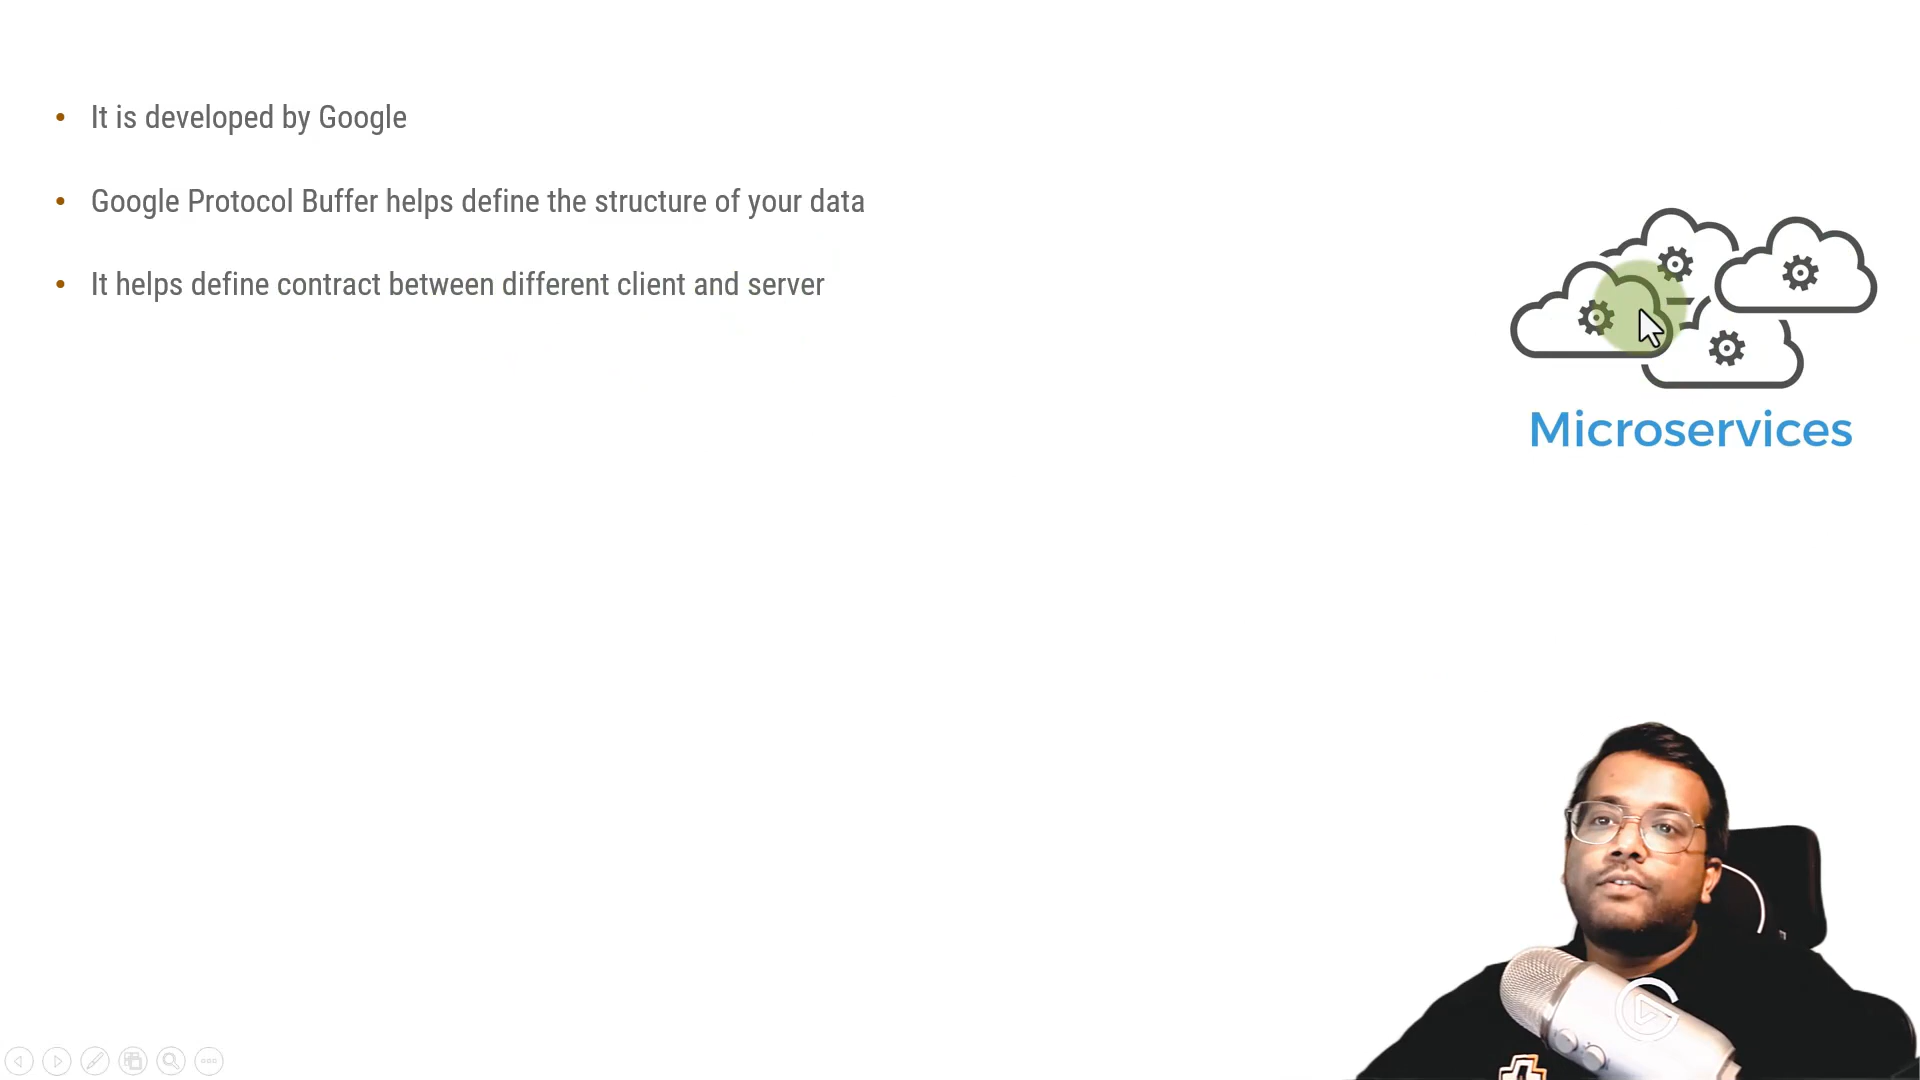 It is developed by Google
Google Protocol Buffer helps define the structure of your data
It helps define contract between different client and server
Microservices